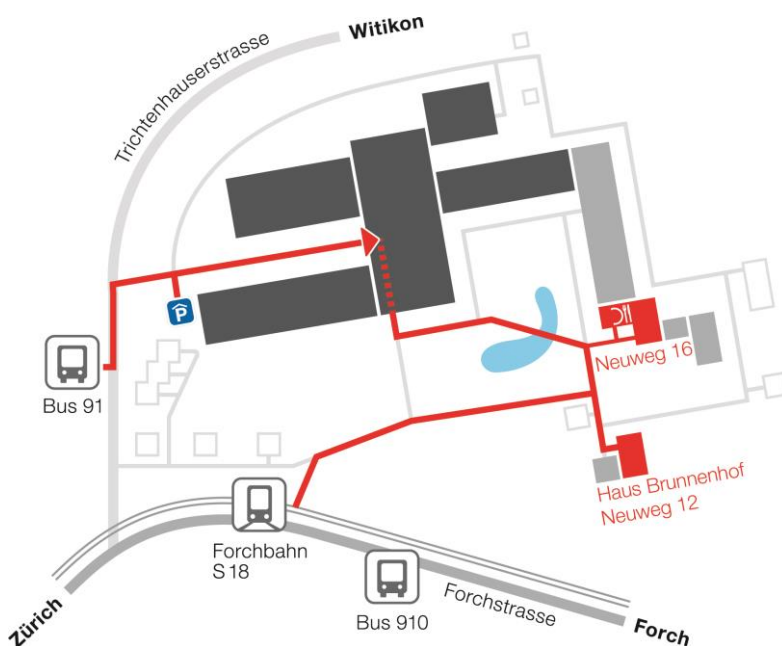 Witikon
Trichtenhauserstrasse
P
Neuweg 16
Bus 91
Haus Brunnenhof
Neuweg 12
Forchbahn
S 18
Bus 910
Forchstrasse
Zürich
Forch